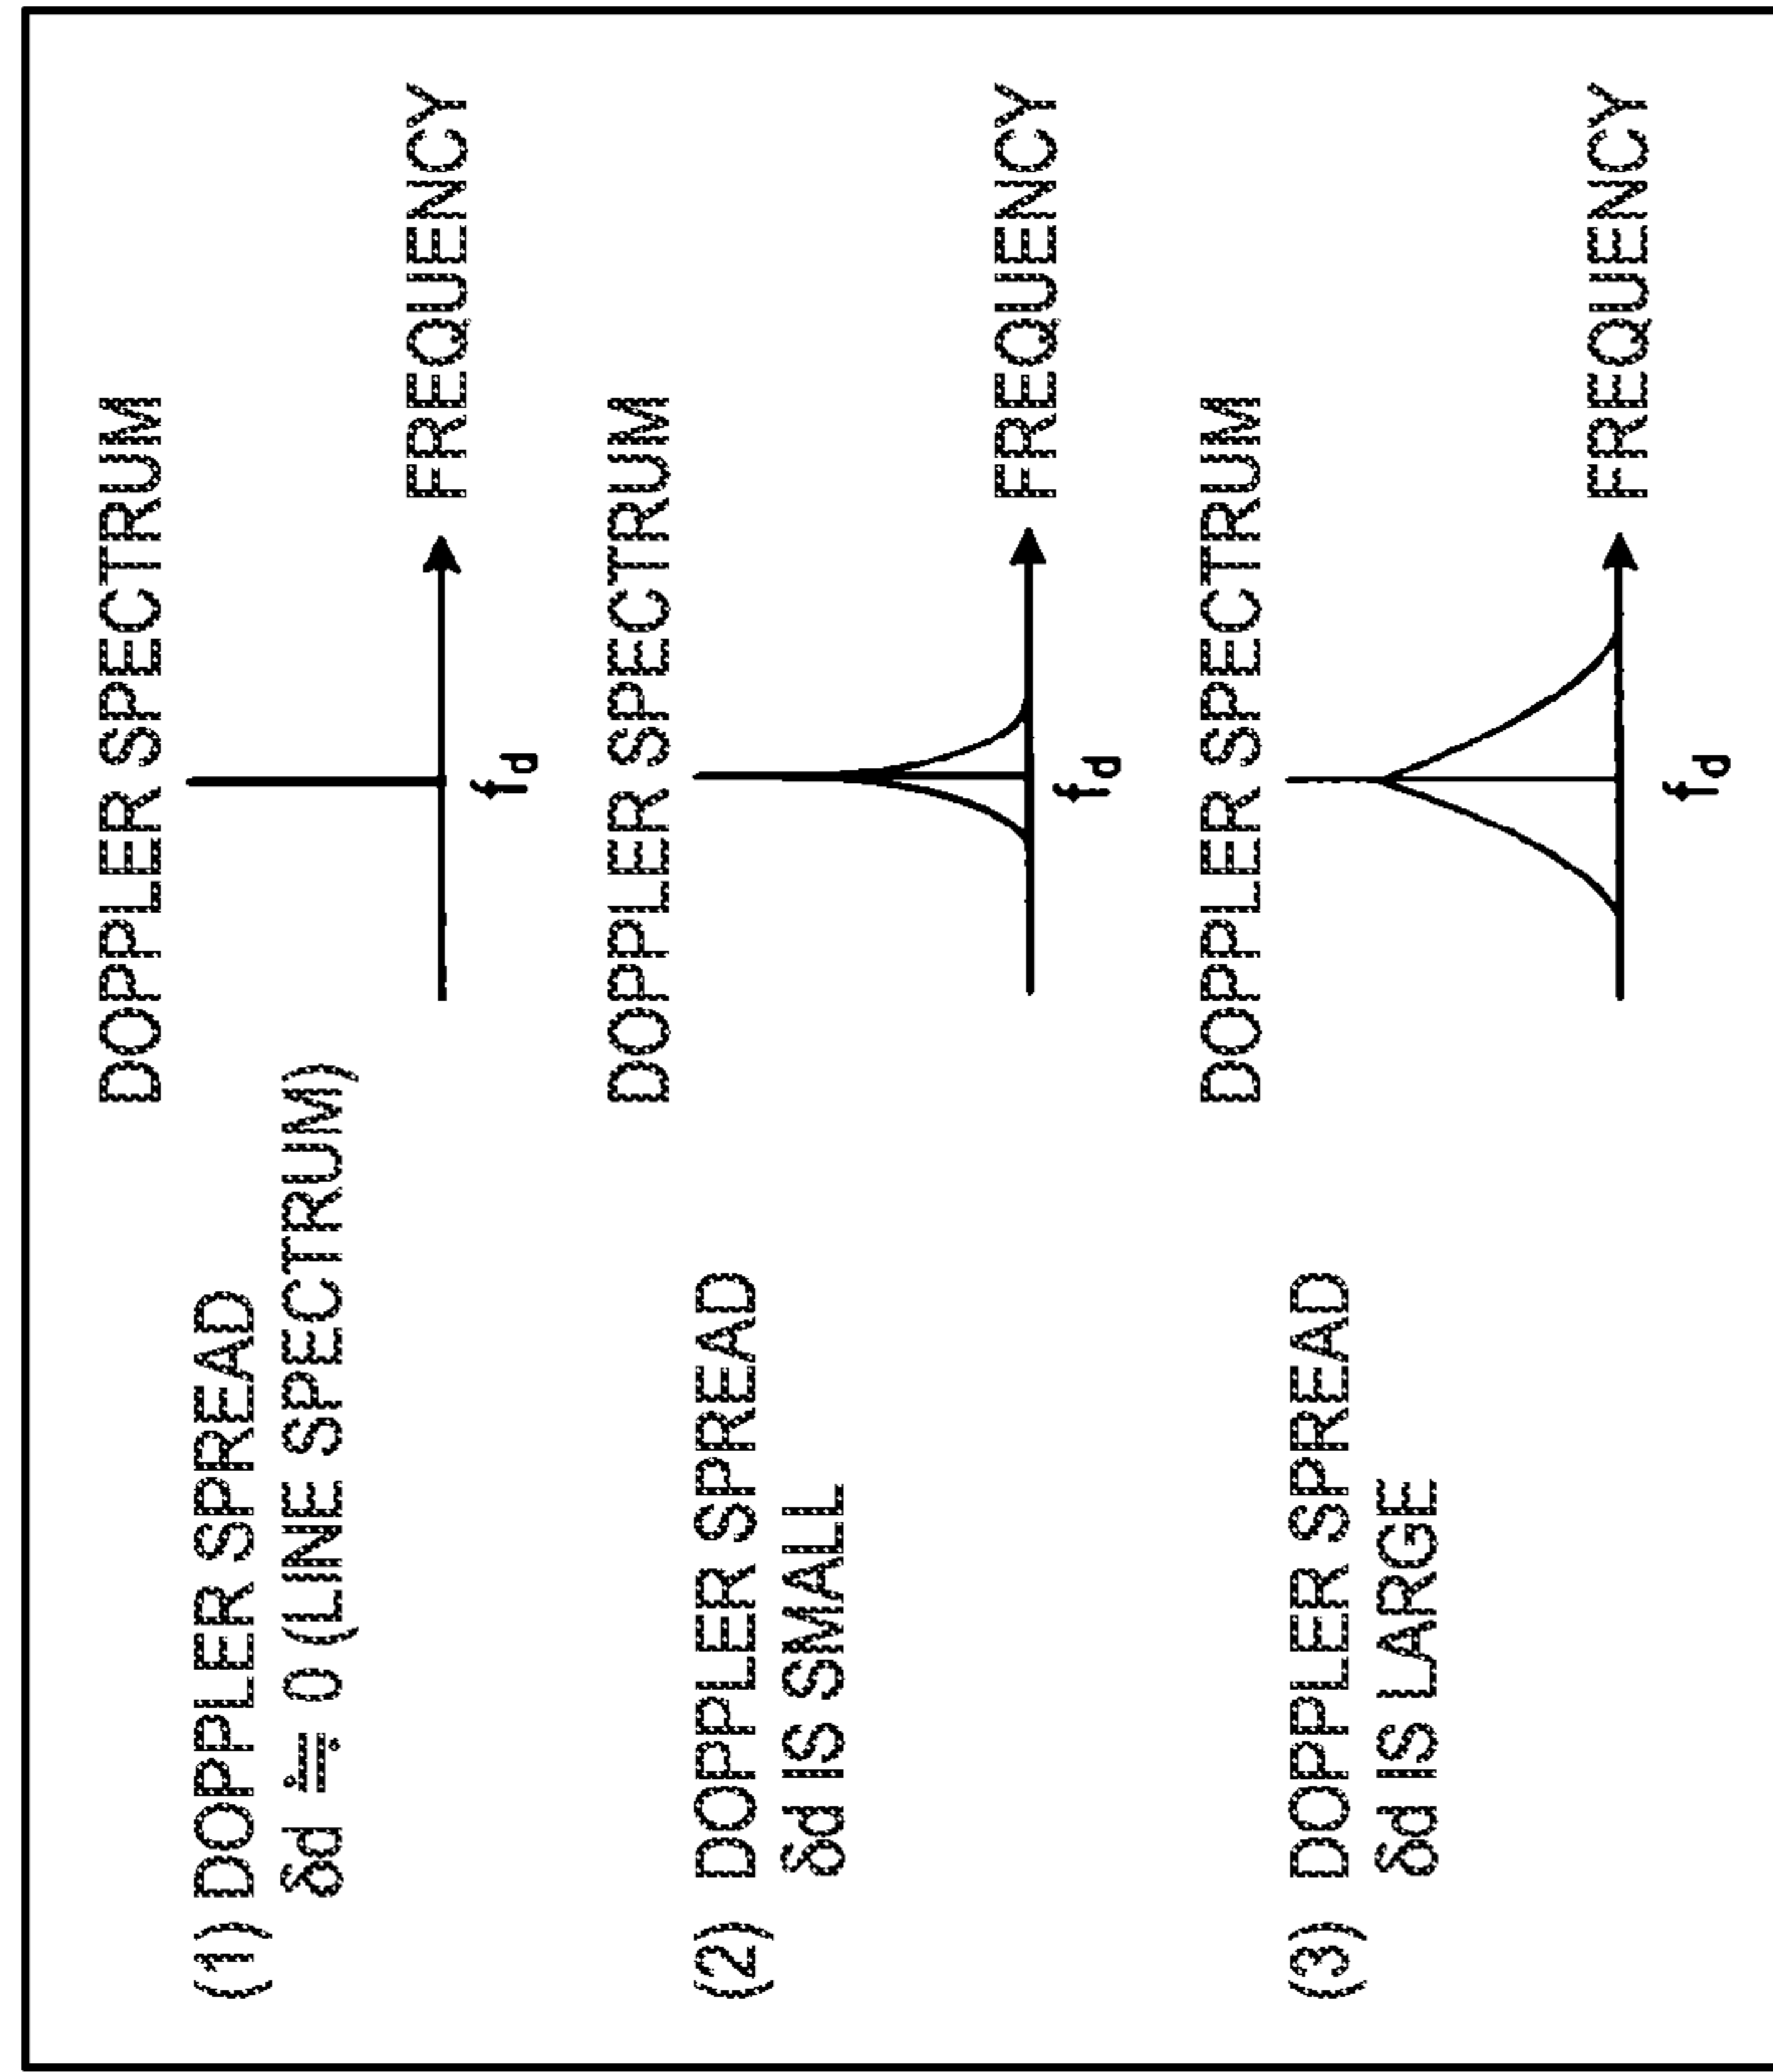 DOPPLER SPECTRUM
(1) DOPPLER SPREAD
δd ≒ 0 (LINE SPECTRUM)
FREQUENCY
fd
DOPPLER SPECTRUM
(2) DOPPLER SPREAD
δd IS SMALL
FREQUENCY
fd
DOPPLER SPECTRUM
(3) DOPPLER SPREAD
δd IS LARGE
FREQUENCY
fd